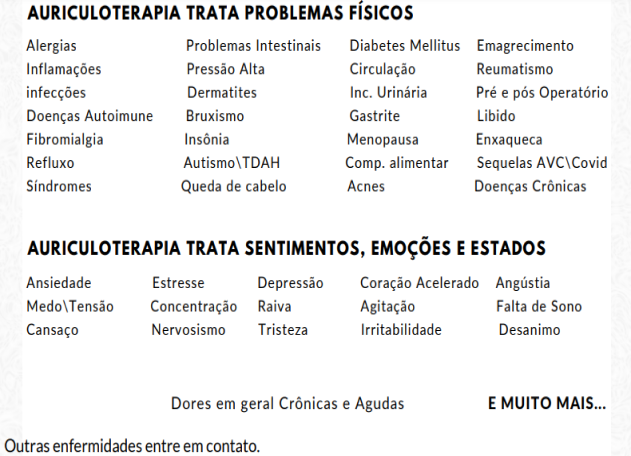 AURICULOTERAPIA TRATA PROBLEMAS FÍSICOS
Alergias Problemas Intestinais Diabetes Mellitus Emagrecimento
Inflamações Pressão Alta Circulação Reumatismo
infecções Dermatites Inc. Urinária Pré e pós Operatório
Doenças Autoimune Bruxismo Gastrite Libido
Fibromialgia Insônia Menopausa Enxaqueca
Refluxo Autismo\TDAH Comp. alimentar Sequelas AVC\Covid
Síndromes Queda de cabelo Acnes Doenças Crônicas
AURICULOTERAPIA TRATA SENTIMENTOS, EMOÇÕES E ESTADOS
Ansiedade Estresse Depressão Coração Acelerado Angústia
Medo\Tensão Concentração Raiva Agitação Falta de Sono
Cansaço Nervosismo Tristeza Irritabilidade Desanimo
Dores em geral Crônicas e Agudas E MUITO MAIS...
Outras enfermidades entre em contato.